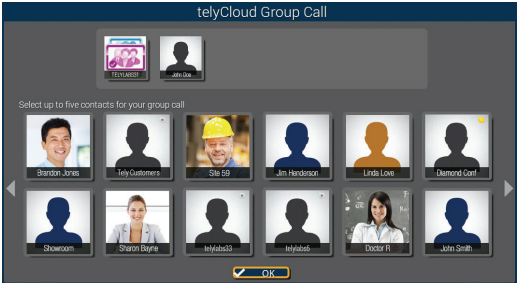 telyCloud Group Call
TELYLABS31 John Doe
Select up to five contacts for your group call
Brandon Jones Tely Customers Site 59 Jim Henderson Linda Love Diamond Conf
Showroom Sharon Bayne telylabs33 telylabs5 Doctor R John Smith
OK